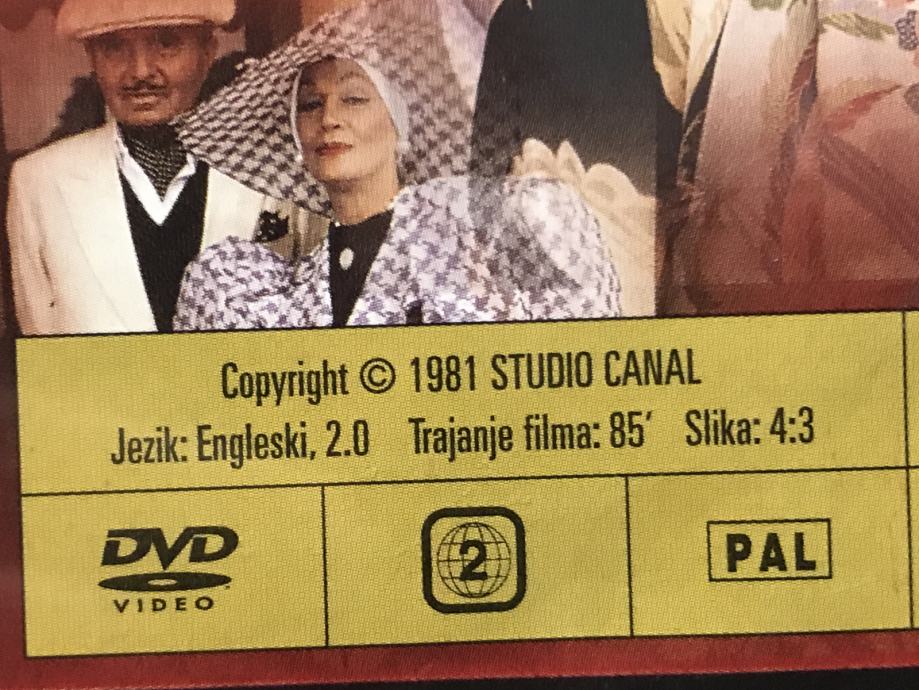 Copyright © 1981 STUDIO CANAL
Jezik: Engleski, 2.0 Trajanje filma: 85′ Slika: 4:3
DVD
VIDEO
2
PAL